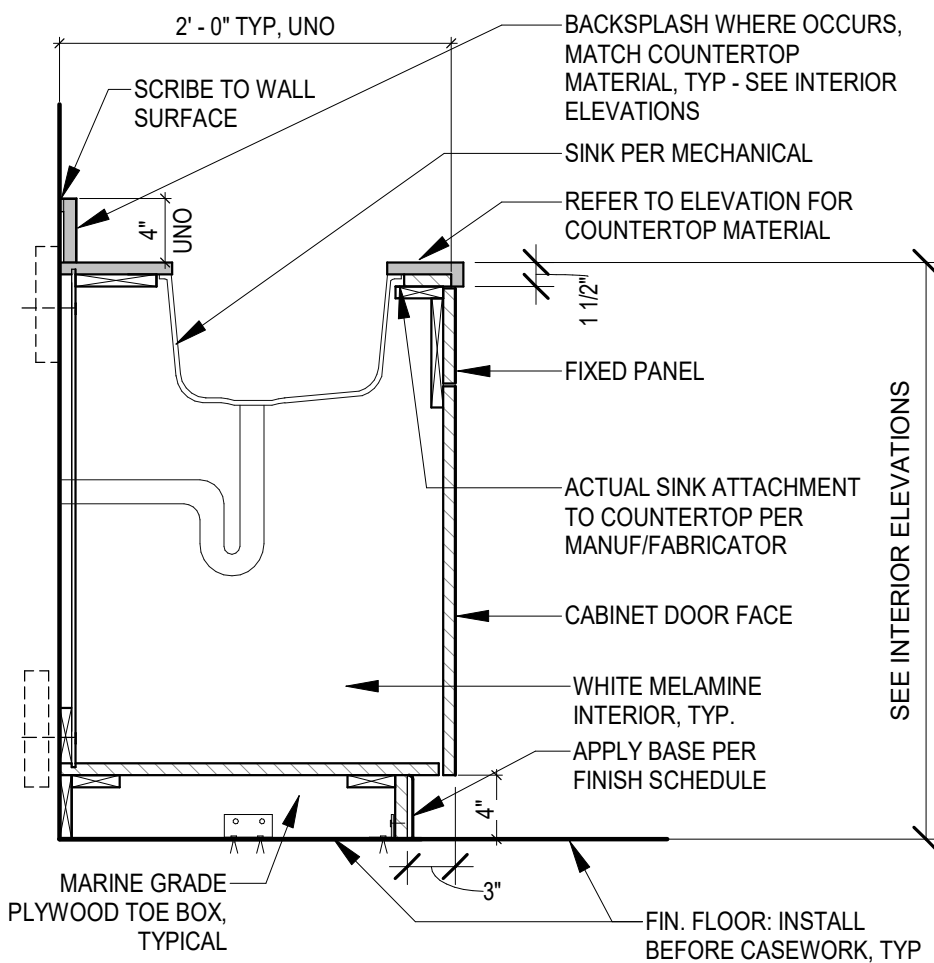 2' - 0" TYP, UNO
BACKSPLASH WHERE OCCURS,
MATCH COUNTERTOP
MATERIAL, TYP - SEE INTERIOR
ELEVATIONS
SCRIBE TO WALL
SURFACE
SINK PER MECHANICAL
4"
UNO
REFER TO ELEVATION FOR
COUNTERTOP MATERIAL
1 1/2"
FIXED PANEL
SEE INTERIOR ELEVATIONS
ACTUAL SINK ATTACHMENT
TO COUNTERTOP PER
MANUF/FABRICATOR
CABINET DOOR FACE
WHITE MELAMINE
INTERIOR, TYP.
APPLY BASE PER
FINISH SCHEDULE
4"
3"
MARINE GRADE
PLYWOOD TOE BOX,
TYPICAL
FIN. FLOOR: INSTALL
BEFORE CASEWORK, TYP